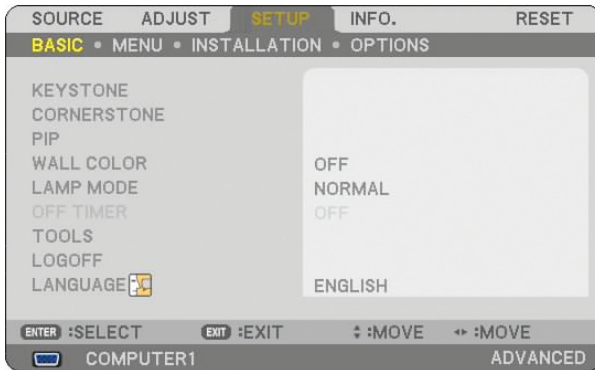 SOURCE ADJUST SETUP INFO. RESET
BASIC • MENU • INSTALLATION • OPTIONS
KEYSTONE
CORNERSTONE
PIP
WALL COLOR OFF
LAMP MODE NORMAL
OFF TIMER OFF
TOOLS
LOGOFF
LANGUAGE ENGLISH
ENTER :SELECT EXIT :EXIT :MOVE :MOVE
COMPUTER1 ADVANCED